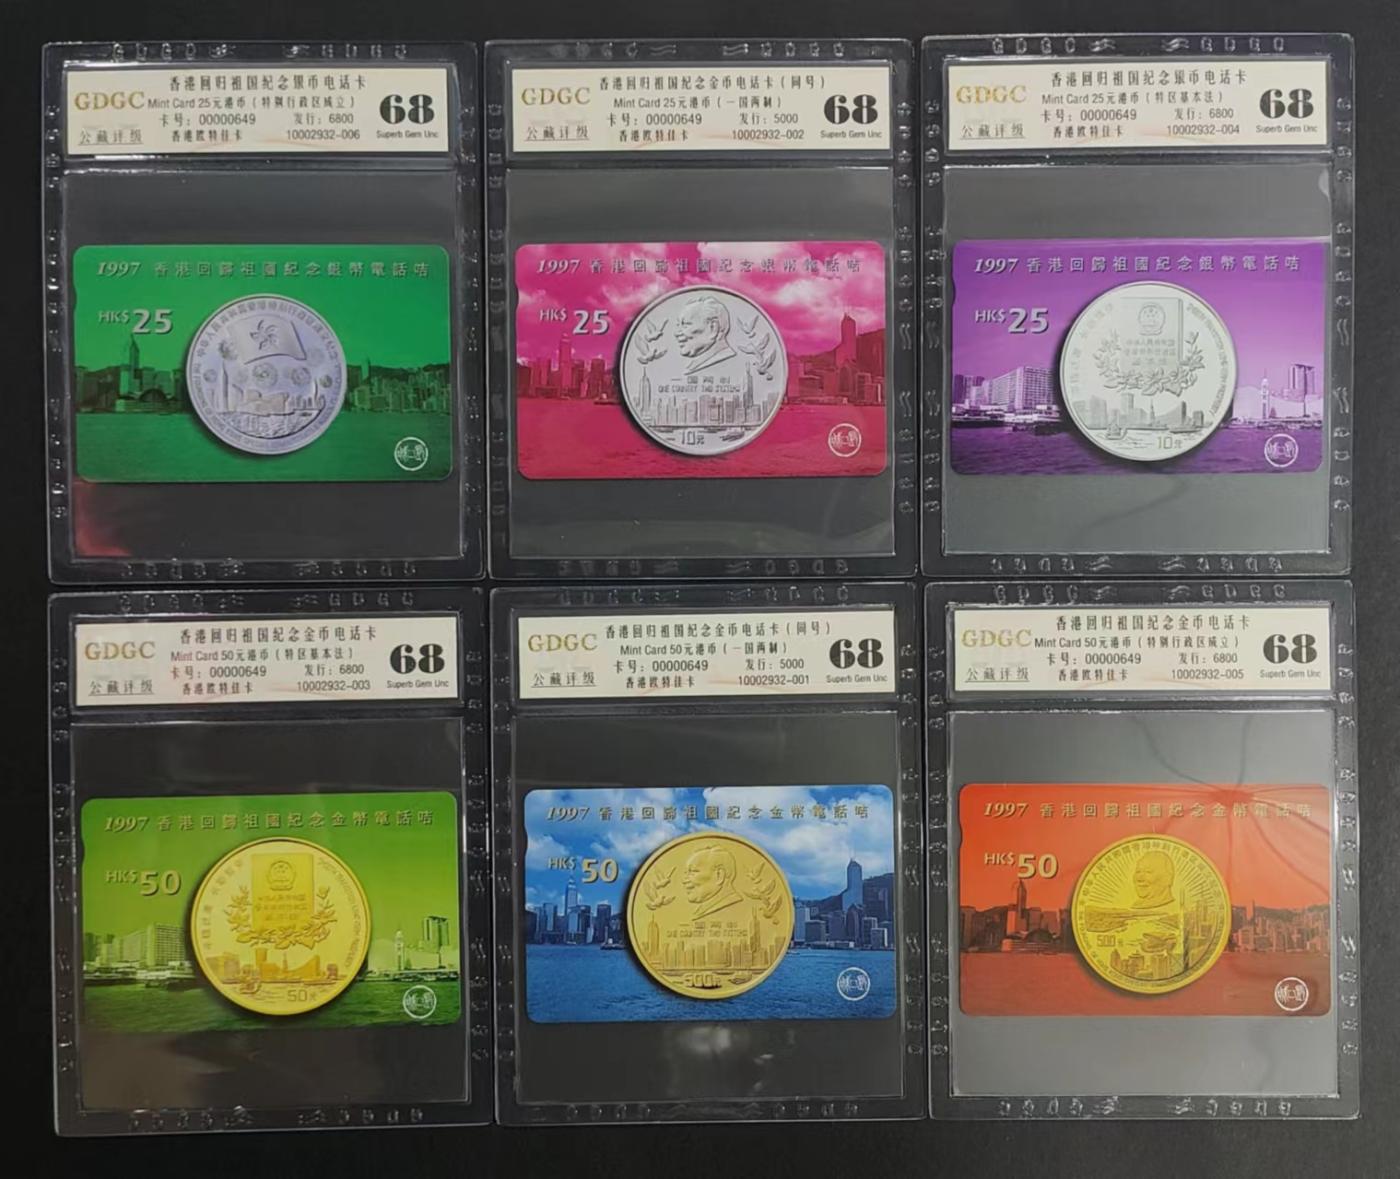 香港回归祖国纪念银币电话卡
GDGC
Mint Card 25元港币(特别行政区成立)
68
卡号: 00000649
发行: 6800
公藏评级
香港欧特佳卡
10002932-006
Superb Gem Unc
1997 香港回歸祖國紀念銀幣電話咭
HK$ 25
香港回归祖国纪念金币电话卡(同号)
GDGC
Mint Card 25元港币(一国两制)
68
卡号: 00000649
发行: 5000
公藏评级
香港欧特佳卡
10002932-002
Superb Gem Unc
1997 香港回歸祖國紀念銀幣電話咭
HK$ 25
一国两制
ONE COUNTRY TWO SYSTEMS
10元
香港回归祖国纪念银币电话卡
GDGC
Mint Card 25元港币(特区基本法)
68
卡号: 00000649
发行: 6800
公藏评级
香港欧特佳卡
10002932-004
Superb Gem Unc
1997 香港回歸祖國紀念銀幣電話咭
HK$ 25
10元
香港回归祖国纪念金币电话卡
GDGC
Mint Card 50元港币(特区基本法)
68
卡号: 00000649
发行: 6800
公藏评级
香港欧特佳卡
10002932-003
Superb Gem Unc
1997 香港回歸祖國紀念金幣電話咭
HK$ 50
50元
香港回归祖国纪念金币电话卡(同号)
GDGC
Mint Card 50元港币(一国两制)
68
卡号: 00000649
发行: 5000
公藏评级
香港欧特佳卡
10002932-001
Superb Gem Unc
1997 香港回歸祖國紀念金幣電話咭
HK$ 50
一国两制
ONE COUNTRY TWO SYSTEMS
500元
香港回归祖国纪念金币电话卡
GDGC
Mint Card 50元港币(特别行政区成立)
68
卡号: 00000649
发行: 6800
公藏评级
香港欧特佳卡
10002932-005
Superb Gem Unc
1997 香港回歸祖國紀念金幣電話咭
HK$ 50
500元